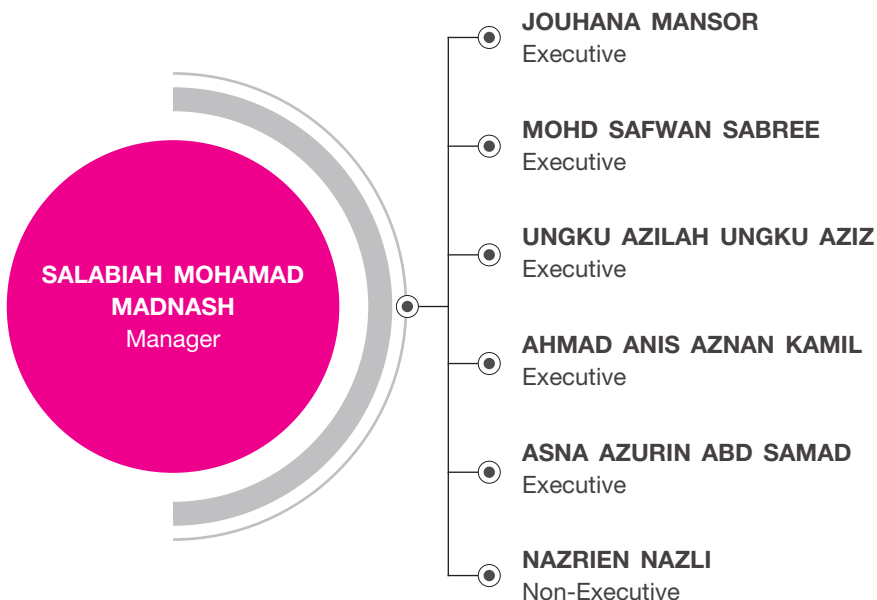 SALABIAH MOHAMAD
MADNASH
Manager
JOUHANA MANSOR
Executive
MOHD SAFWAN SABREE
Executive
UNGKU AZILAH UNGKU AZIZ
Executive
AHMAD ANIS AZNAN KAMIL
Executive
ASNA AZURIN ABD SAMAD
Executive
NAZRIEN NAZLI
Non-Executive